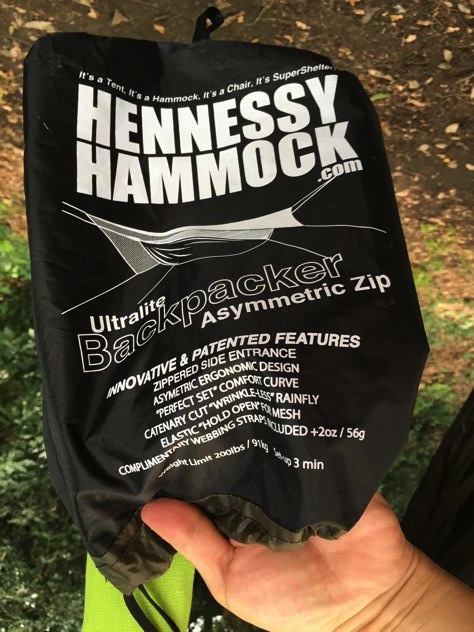 It's a Tent, It's a Hammock, It's a Chair, It's SuperShelter
HENNESSY
HAMMOCK
.com
Ultralite
Backpacker
Asymmetric Zip
INNOVATIVE & PATENTED FEATURES
ZIPPERED SIDE ENTRANCE
ASYMETRIC ERGONOMIC DESIGN
"PERFECT SET" COMFORT CURVE
CATENARY CUT "WRINKLE-LESS" RAINFLY
ELASTIC "HOLD OPEN" FOR MESH
COMPLIMENTARY WEBBING STRAPS INCLUDED +2oz / 56g
Weight Limit 200lbs / 91kg Set-up 3 min